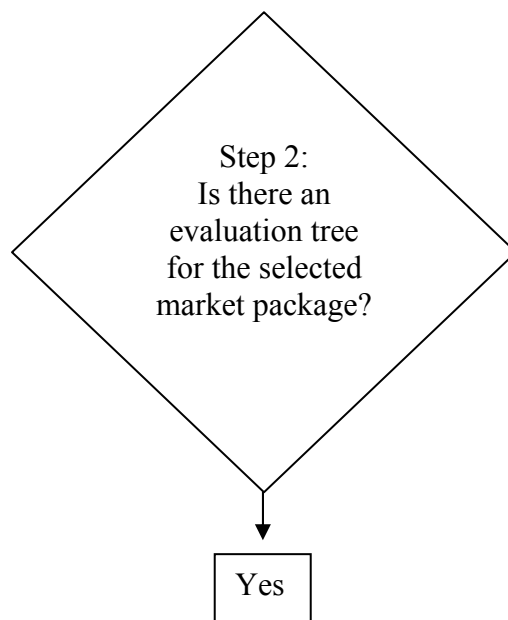 Step 2:
Is there an
evaluation tree
for the selected
market package?
Yes